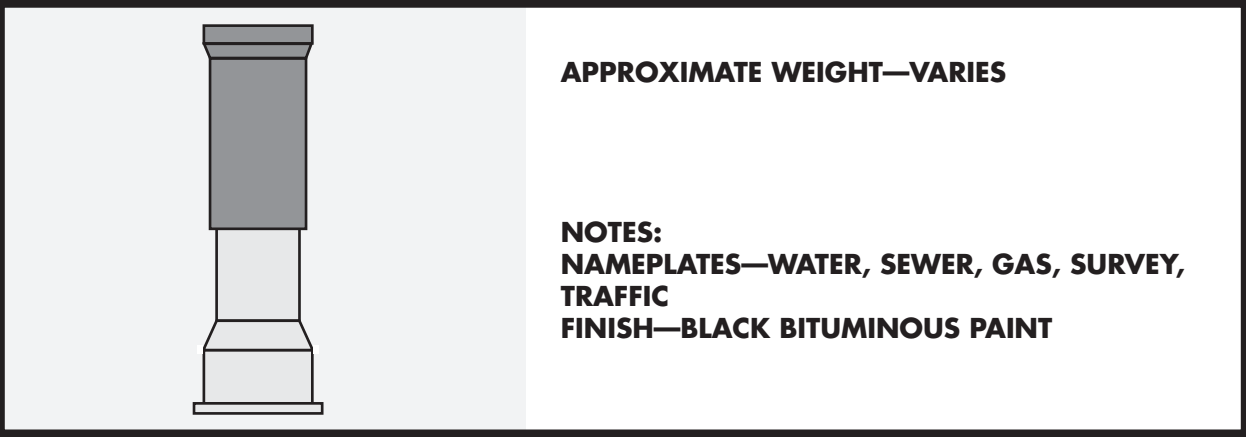 APPROXIMATE WEIGHT—VARIES
NOTES:
NAMEPLATES—WATER, SEWER, GAS, SURVEY,
TRAFFIC
FINISH—BLACK BITUMINOUS PAINT